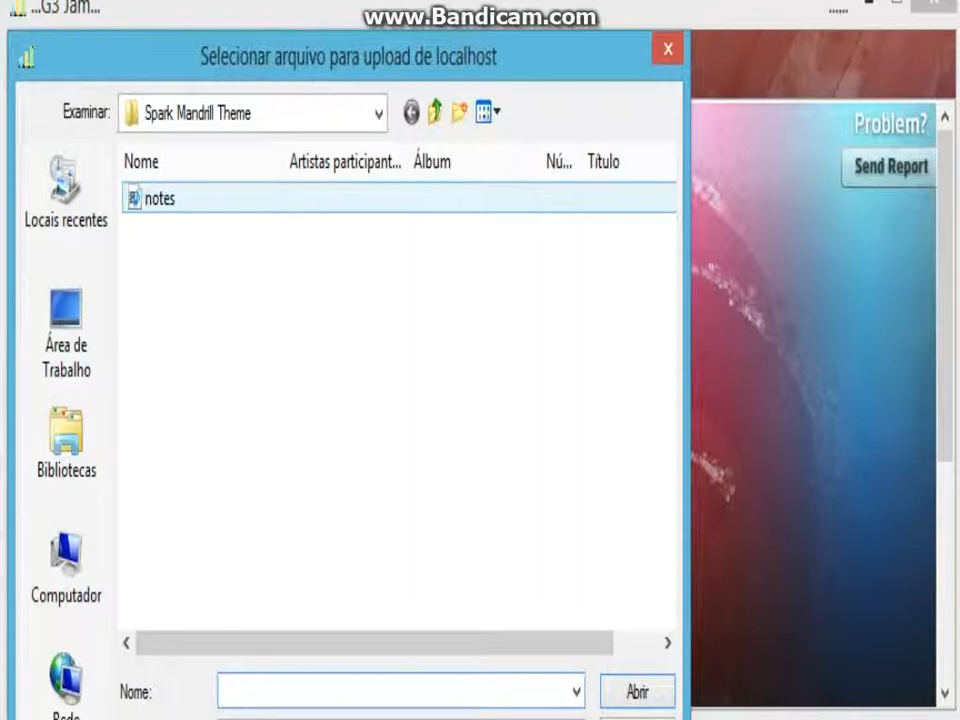 ...G3 Jam...
www.Bandicam.com
Selecionar arquivo para upload de localhost
Examinar:
Spark Mandrill Theme
Nome
Artistas participant...
Álbum
Nú...
Título
notes
Locais recentes
Área de
Trabalho
Bibliotecas
Computador
Rede
Nome:
Abrir
Problem?
Send Report